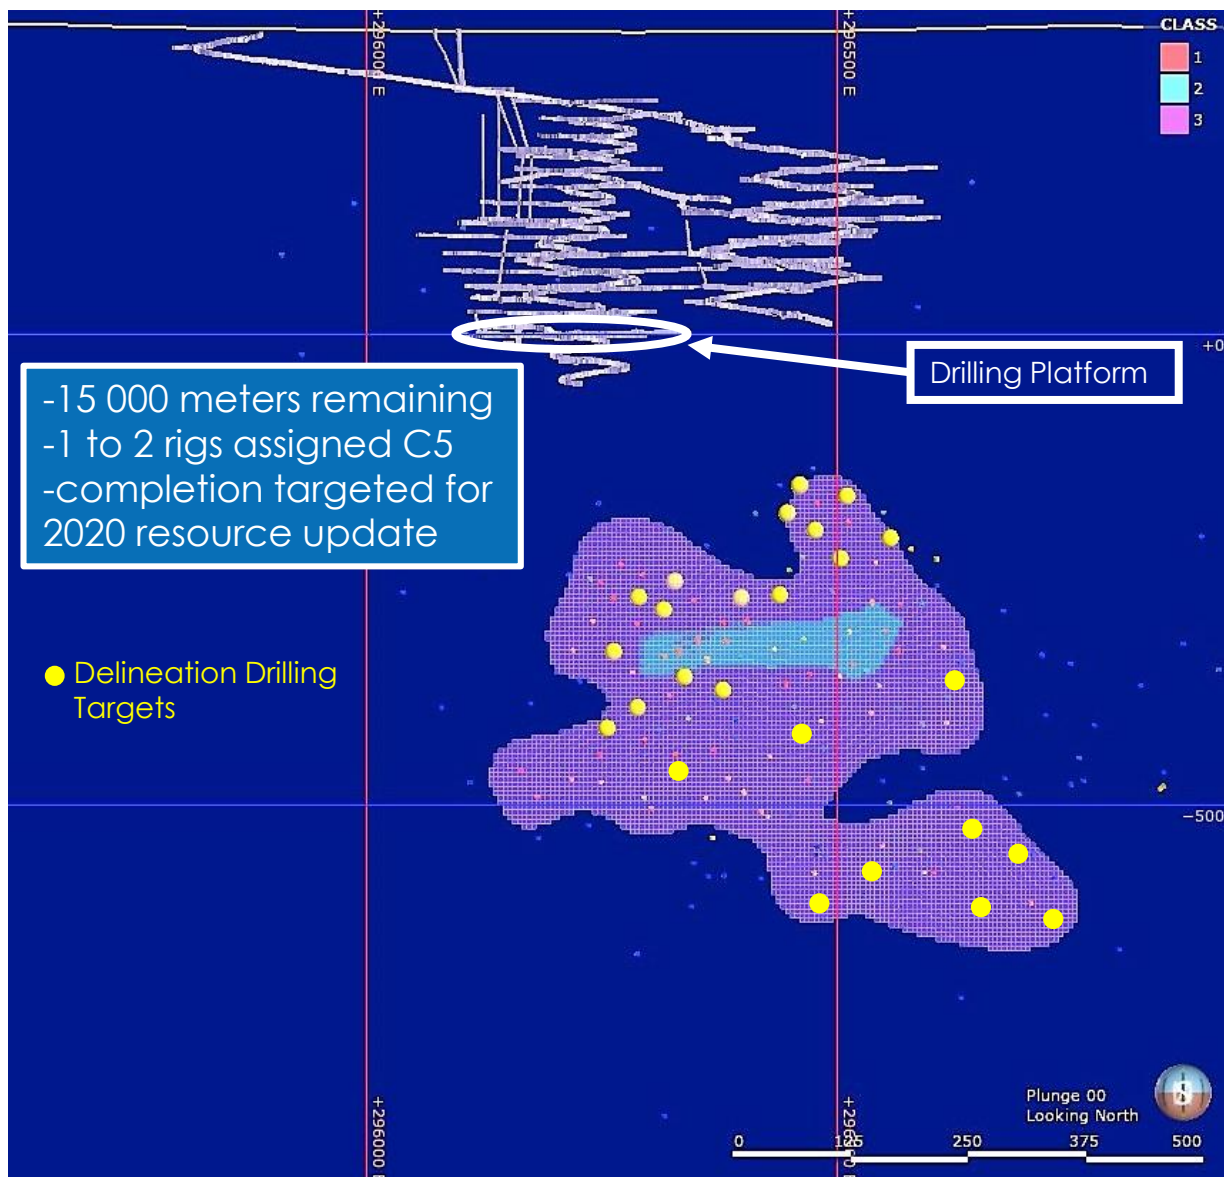 +296000 E
+296500 E
CLASS
1
2
3
+0
Drilling Platform
-15 000 meters remaining
-1 to 2 rigs assigned C5
-completion targeted for
2020 resource update
Delineation Drilling
Targets
−500
Plunge 00
Looking North
+296000 E
0
125
250
375
500